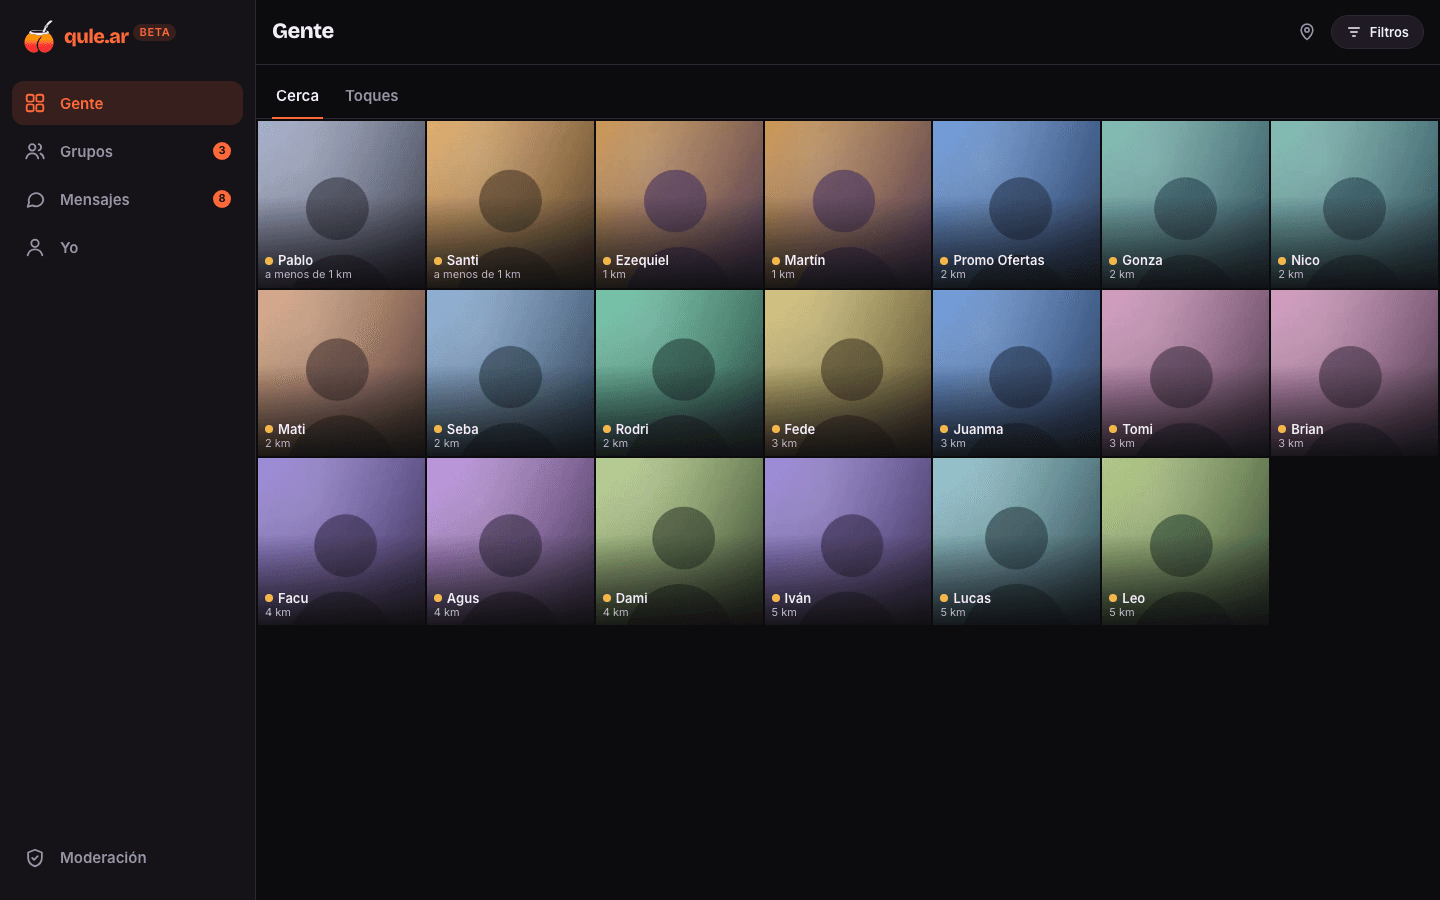 qule.ar BETA
Gente
Grupos 3
Mensajes 8
Yo
Moderación
Gente
Filtros
Cerca Toques
Pablo
a menos de 1 km
Santi
a menos de 1 km
Ezequiel
1 km
Martín
1 km
Promo Ofertas
2 km
Gonza
2 km
Nico
2 km
Mati
2 km
Seba
2 km
Rodri
2 km
Fede
3 km
Juanma
3 km
Tomi
3 km
Brian
3 km
Facu
4 km
Agus
4 km
Dami
4 km
Iván
5 km
Lucas
5 km
Leo
5 km